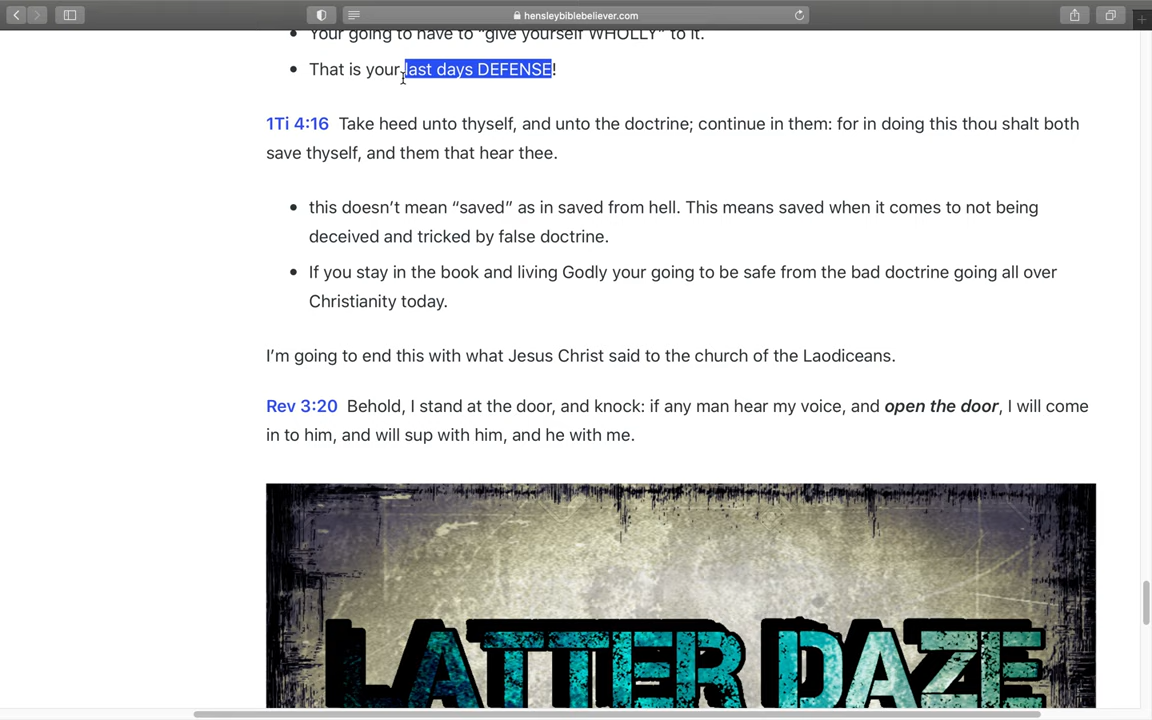 hensleybiblebeliever.com
Your going to have to “give yourself WHOLLY” to it.
That is your last days DEFENSE!
1Ti 4:16 Take heed unto thyself, and unto the doctrine; continue in them: for in doing this thou shalt both
save thyself, and them that hear thee.
this doesn’t mean “saved” as in saved from hell. This means saved when it comes to not being
deceived and tricked by false doctrine.
If you stay in the book and living Godly your going to be safe from the bad doctrine going all over
Christianity today.
I’m going to end this with what Jesus Christ said to the church of the Laodiceans.
Rev 3:20 Behold, I stand at the door, and knock: if any man hear my voice, and open the door, I will come
in to him, and will sup with him, and he with me.
LATTER DAZE